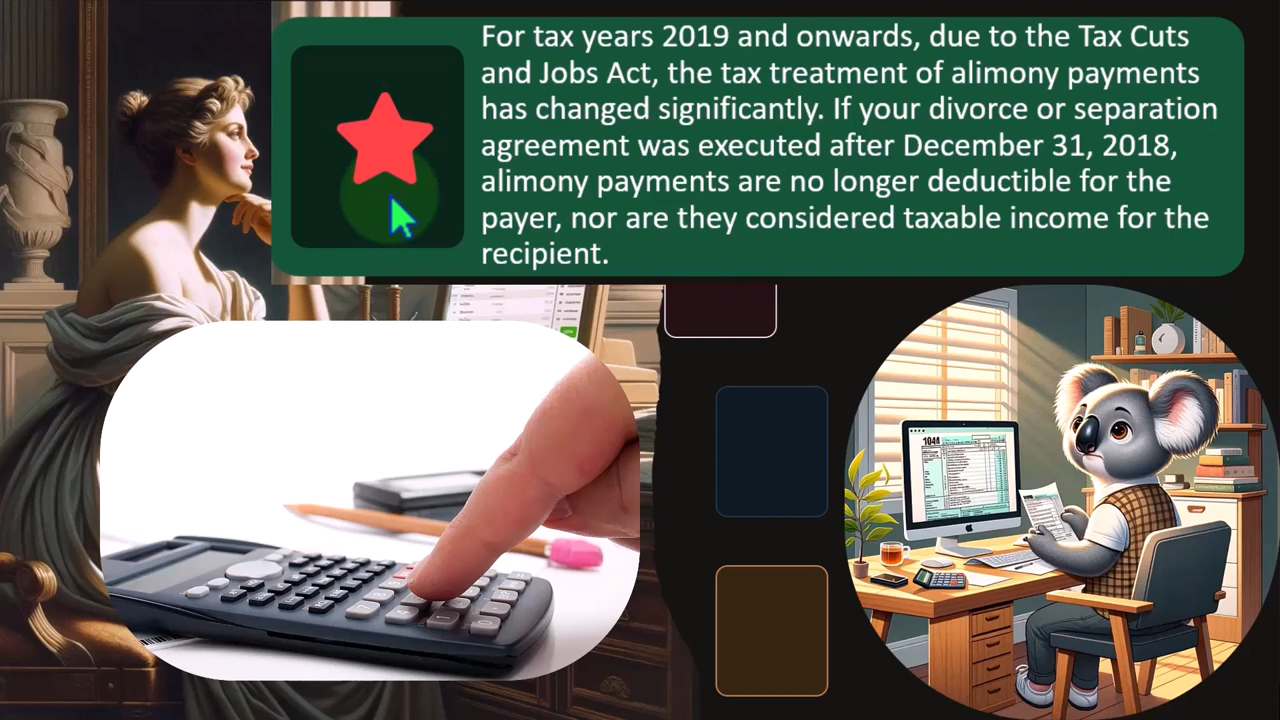 For tax years 2019 and onwards, due to the Tax Cuts
and Jobs Act, the tax treatment of alimony payments
has changed significantly. If your divorce or separation
agreement was executed after December 31, 2018,
alimony payments are no longer deductible for the
payer, nor are they considered taxable income for the
recipient.